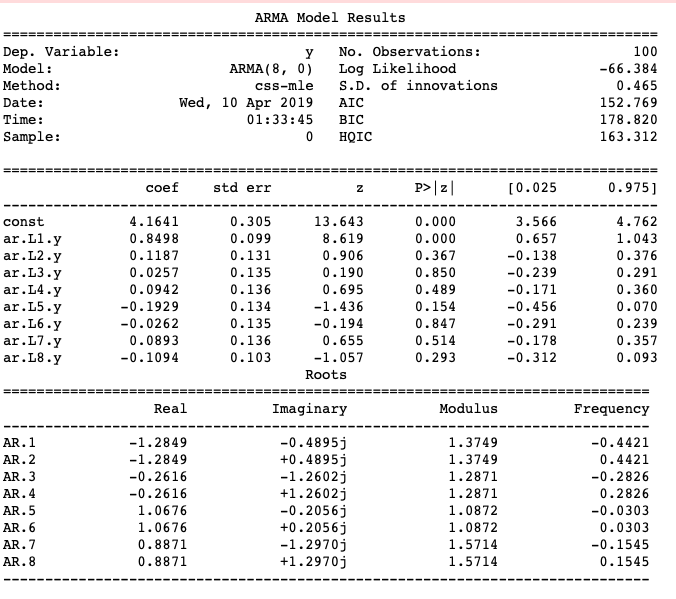 ARMA Model Results
==============================================================================
Dep. Variable: y No. Observations: 100
Model: ARMA(8, 0) Log Likelihood -66.384
Method: css-mle S.D. of innovations 0.465
Date: Wed, 10 Apr 2019 AIC 152.769
Time: 01:33:45 BIC 178.820
Sample: 0 HQIC 163.312
==============================================================================
coef std err z P>|z| [0.025 0.975]
------------------------------------------------------------------------------
const 4.1641 0.305 13.643 0.000 3.566 4.762
ar.L1.y 0.8498 0.099 8.619 0.000 0.657 1.043
ar.L2.y 0.1187 0.131 0.906 0.367 -0.138 0.376
ar.L3.y 0.0257 0.135 0.190 0.850 -0.239 0.291
ar.L4.y 0.0942 0.136 0.695 0.489 -0.171 0.360
ar.L5.y -0.1929 0.134 -1.436 0.154 -0.456 0.070
ar.L6.y -0.0262 0.135 -0.194 0.847 -0.291 0.239
ar.L7.y 0.0893 0.136 0.655 0.514 -0.178 0.357
ar.L8.y -0.1094 0.103 -1.057 0.293 -0.312 0.093
Roots
=============================================================================
Real Imaginary Modulus Frequency
-----------------------------------------------------------------------------
AR.1 -1.2849 -0.4895j 1.3749 -0.4421
AR.2 -1.2849 +0.4895j 1.3749 0.4421
AR.3 -0.2616 -1.2602j 1.2871 -0.2826
AR.4 -0.2616 +1.2602j 1.2871 0.2826
AR.5 1.0676 -0.2056j 1.0872 -0.0303
AR.6 1.0676 +0.2056j 1.0872 0.0303
AR.7 0.8871 -1.2970j 1.5714 -0.1545
AR.8 0.8871 +1.2970j 1.5714 0.1545
-----------------------------------------------------------------------------